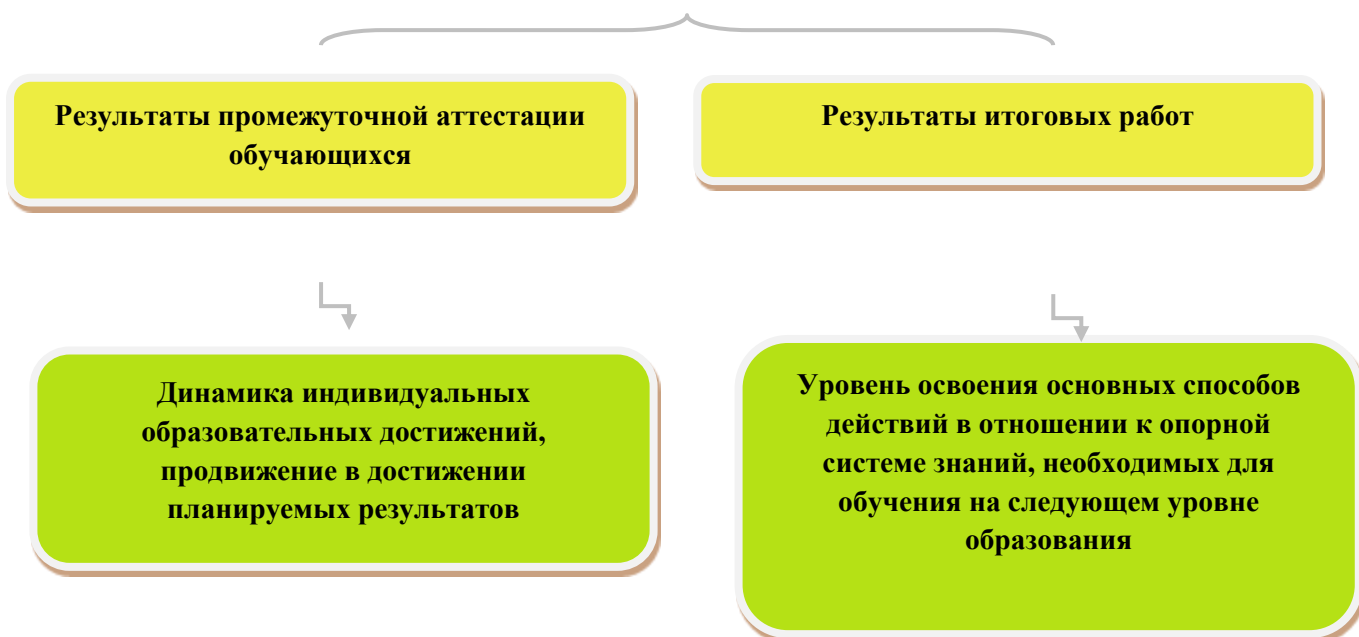 Результаты промежуточной аттестации
обучающихся
Результаты итоговых работ
Динамика индивидуальных
образовательных достижений,
продвижение в достижении
планируемых результатов
Уровень освоения основных способов
действий в отношении к опорной
системе знаний, необходимых для
обучения на следующем уровне
образования